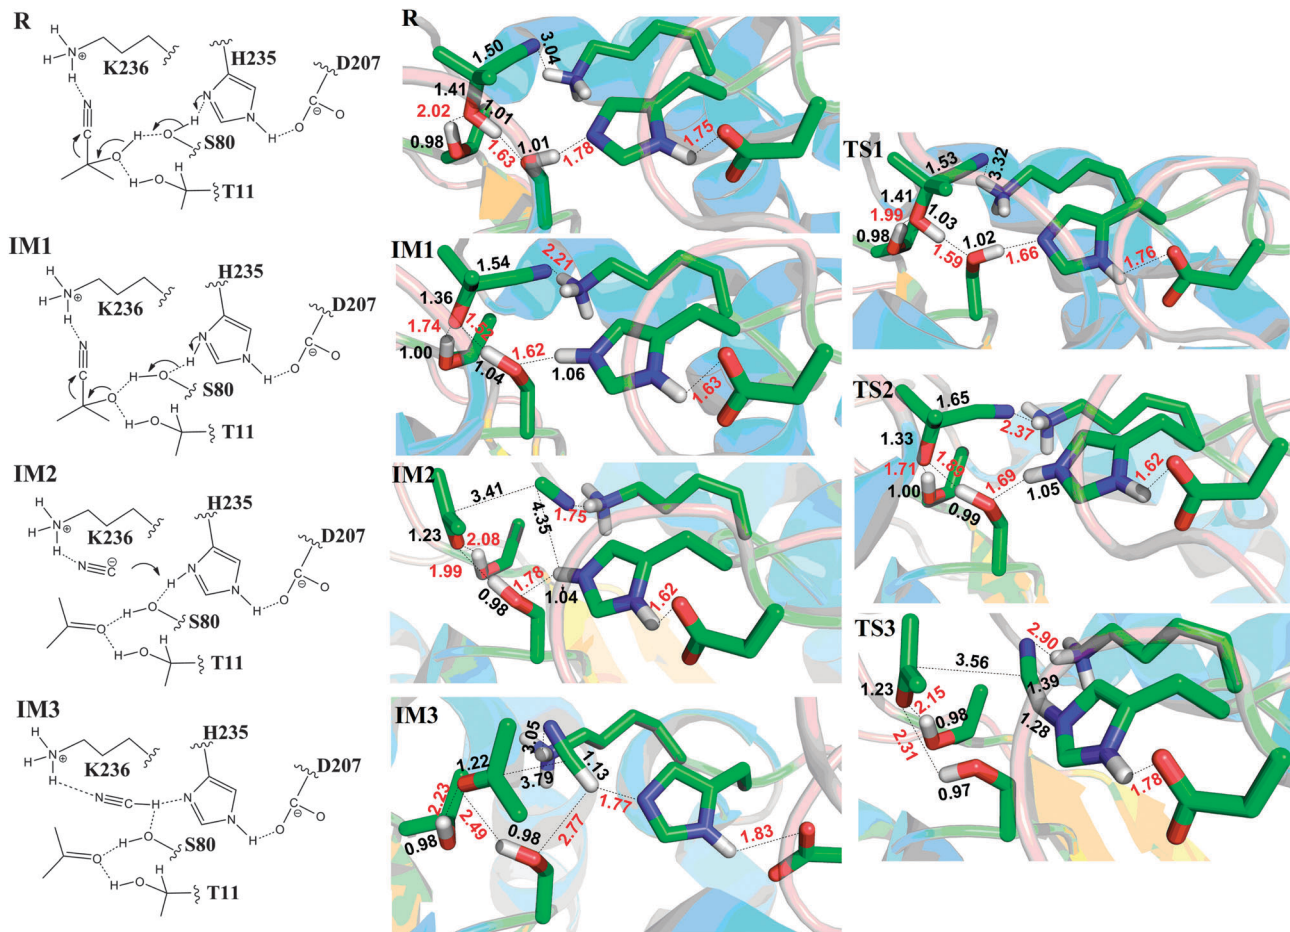 R
H
H
N
⊕
H
K236
H235
D207
N
C
H
O
H
N
N
H
O
C
⊖
O
O
S80
H
HO
T11
IM1
H
H
N
⊕
H
K236
H235
D207
N
C
H
O
H
N
N
H
O
C
⊖
O
O
S80
H
HO
T11
IM2
H
H
N
⊕
H
K236
H235
D207
N
C
⊖
H
N
N
H
O
C
⊖
O
H
O
O
S80
H
HO
T11
IM3
H
H
N
⊕
H
K236
H235
D207
N
C
H
N
N
H
O
C
⊖
O
H
O
O
S80
H
H
O
T11
R
1.50
3.04
1.41
2.02
1.01
0.98
1.63
1.01
1.78
1.75
IM1
1.54
2.21
1.36
1.74
1.00
1.04
1.62
1.06
1.63
IM2
3.41
1.75
4.35
1.23
2.08
1.99
1.78
0.98
1.04
1.62
IM3
3.05
1.22
1.13
3.79
2.23
1.77
2.49
0.98
2.77
0.98
1.83
TS1
1.53
3.32
1.41
1.99
1.03
0.98
1.02
1.59
1.66
1.76
TS2
1.65
2.37
1.33
1.71
1.89
1.00
1.69
0.99
1.05
1.62
TS3
2.90
3.56
1.39
1.23
2.15
0.98
1.28
2.31
0.97
1.78